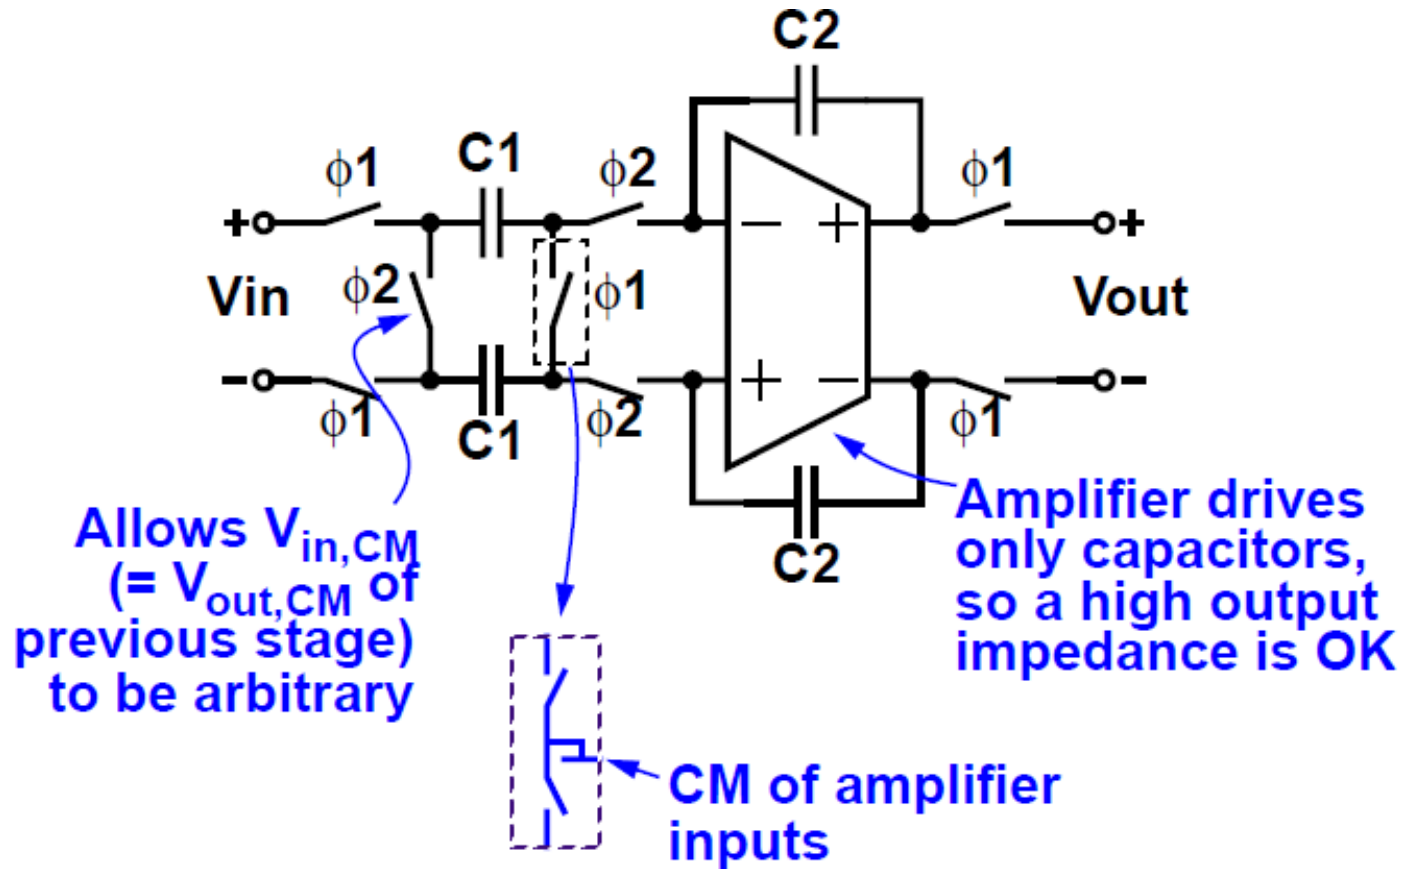 C2
C1
ϕ1
ϕ2
ϕ1
+
−
+
+
Vin
ϕ2
ϕ1
Vout
−
+
−
−
ϕ1
C1
ϕ2
ϕ1
C2
Allows Vin,CM
(= Vout,CM of
previous stage)
to be arbitrary
Amplifier drives
only capacitors,
so a high output
impedance is OK
CM of amplifier
inputs